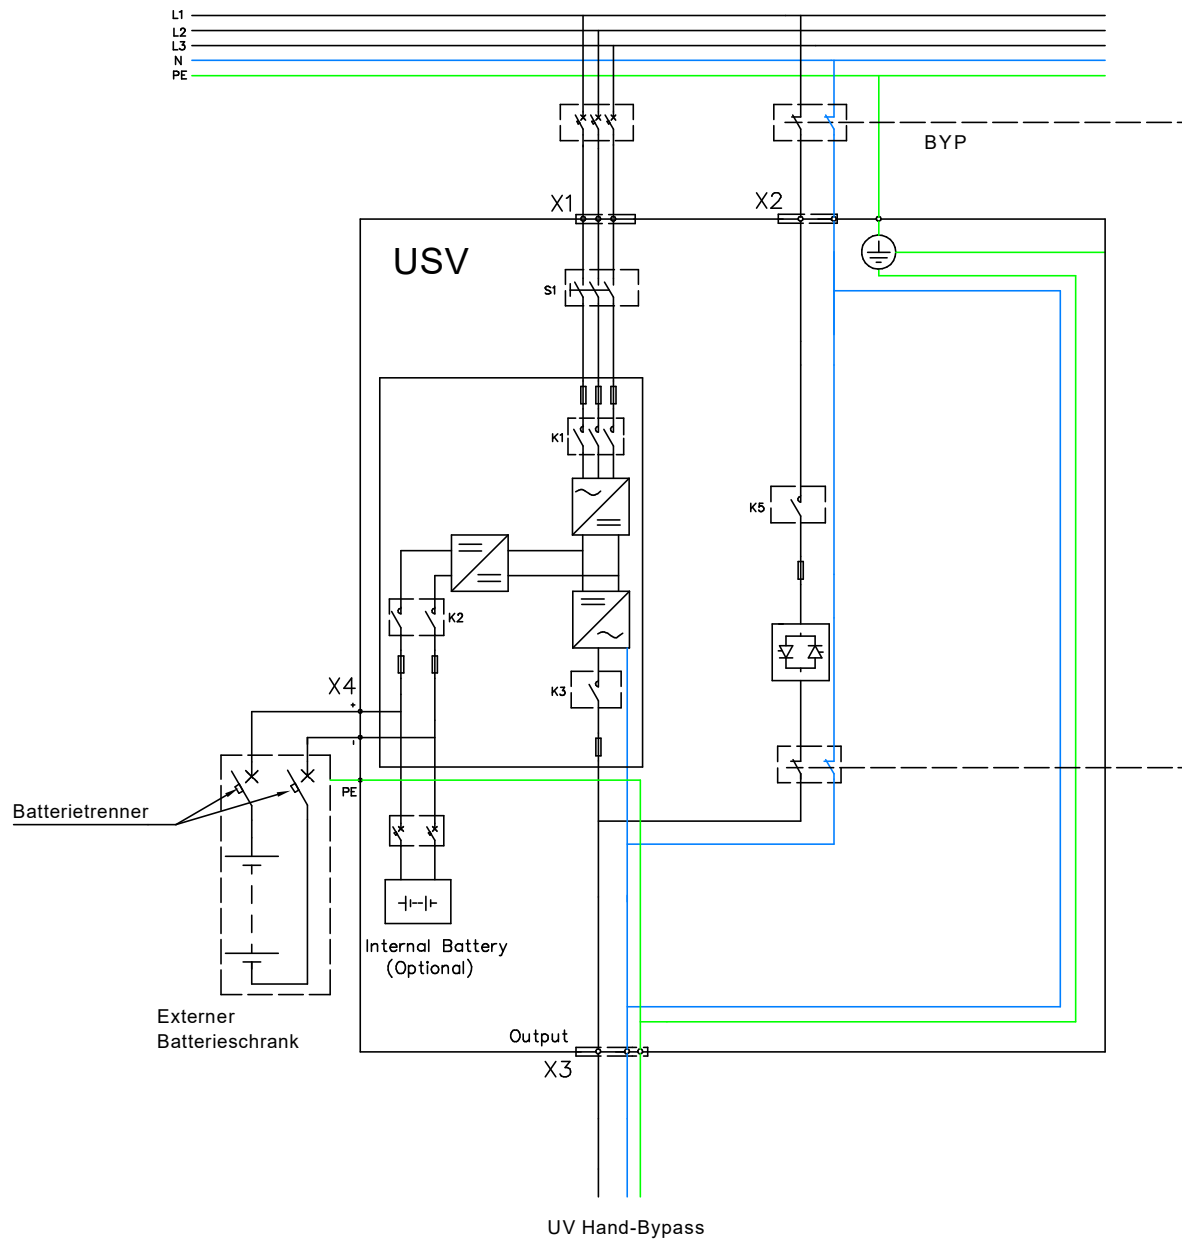 L1
L2
L3
N
PE
BYP
X1
X2
USV
S1
K1
K5
K2
K3
X4
+
-
PE
Batterietrenner
Internal Battery
(Optional)
Externer
Batterieschrank
Output
X3
UV Hand-Bypass